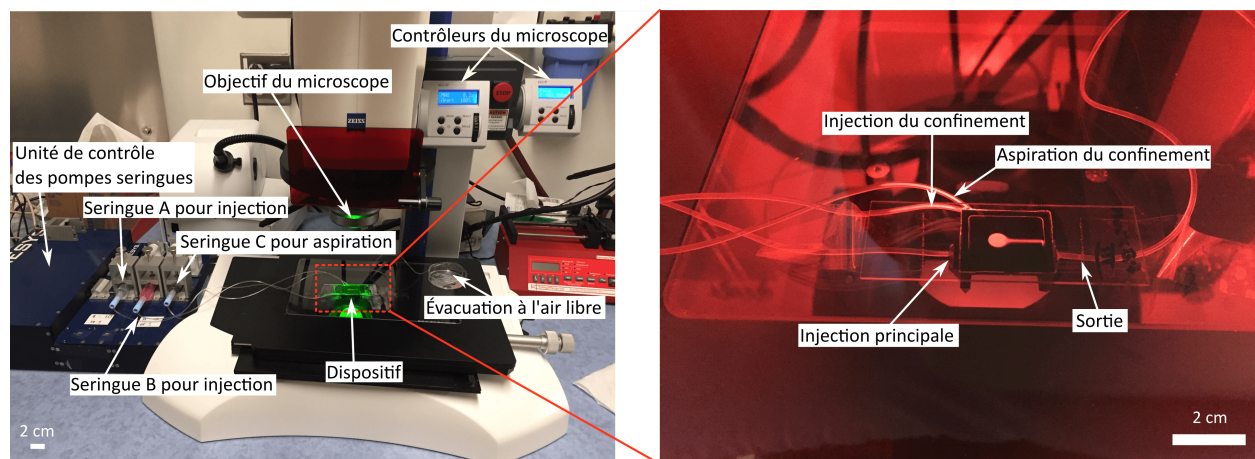 Contrôleurs du microscope
Objectif du microscope
ZEISS
STOP
Unité de contrôle
des pompes seringues
Seringue A pour injection
Seringue C pour aspiration
Évacuation à l'air libre
Dispositif
Seringue B pour injection
2 cm
Injection du confinement
Aspiration du confinement
Injection principale
Sortie
2 cm